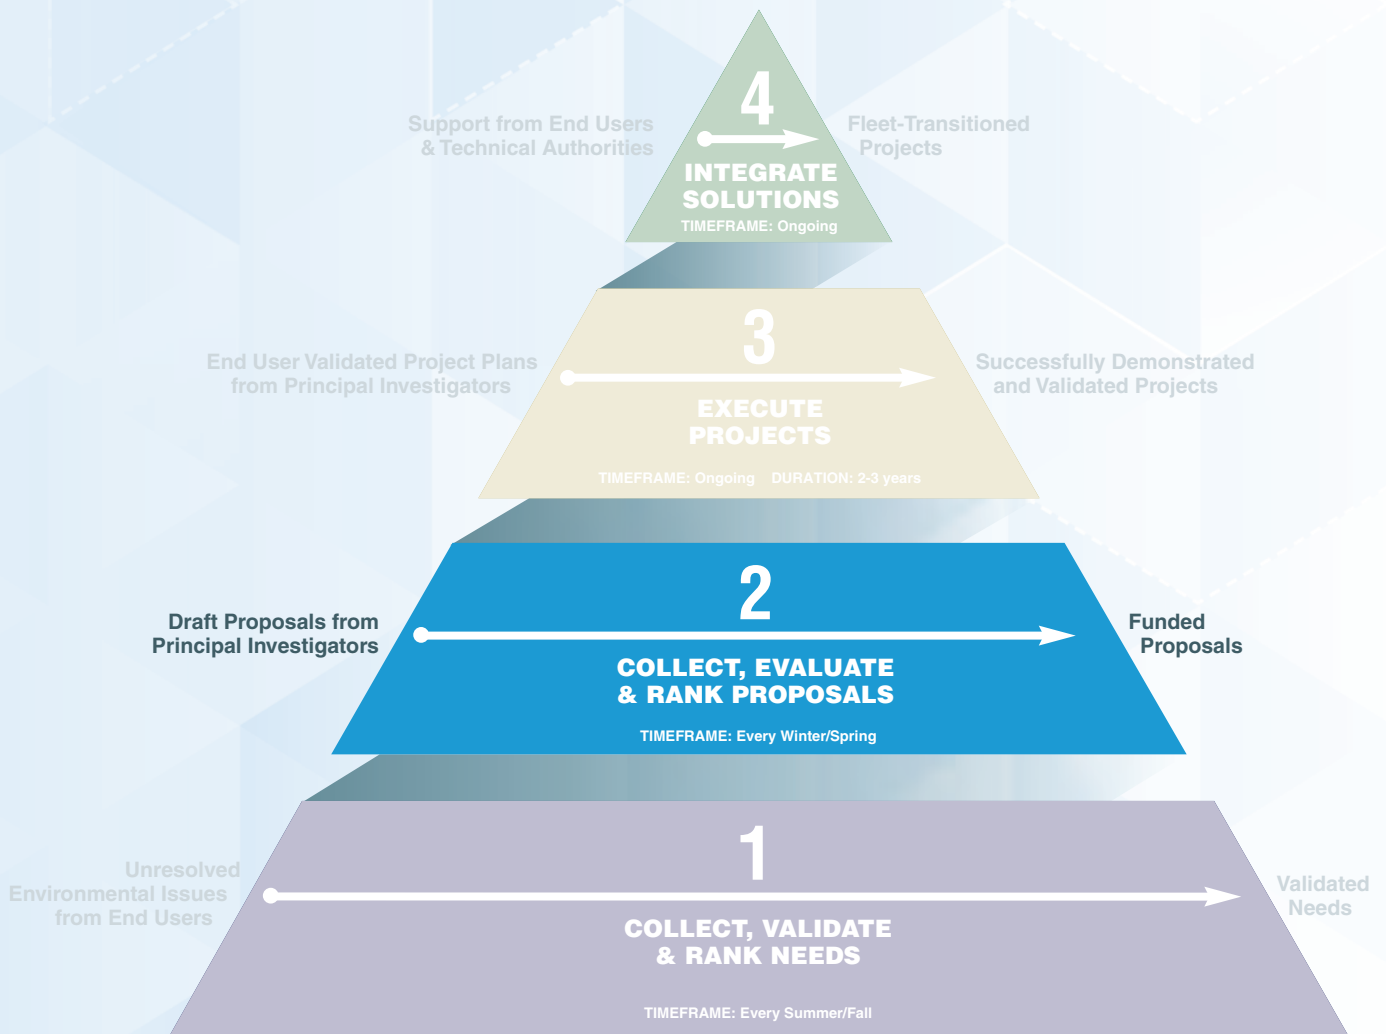 4
Support from End Users
& Technical Authorities
Fleet-Transitioned
Projects
INTEGRATE
SOLUTIONS
TIMEFRAME: Ongoing
3
End User Validated Project Plans
from Principal Investigators
Successfully Demonstrated
and Validated Projects
EXECUTE
PROJECTS
TIMEFRAME: Ongoing DURATION: 2-3 years
2
Draft Proposals from
Principal Investigators
Funded
Proposals
COLLECT, EVALUATE
& RANK PROPOSALS
TIMEFRAME: Every Winter/Spring
1
Unresolved
Environmental Issues
from End Users
Validated
Needs
COLLECT, VALIDATE
& RANK NEEDS
TIMEFRAME: Every Summer/Fall